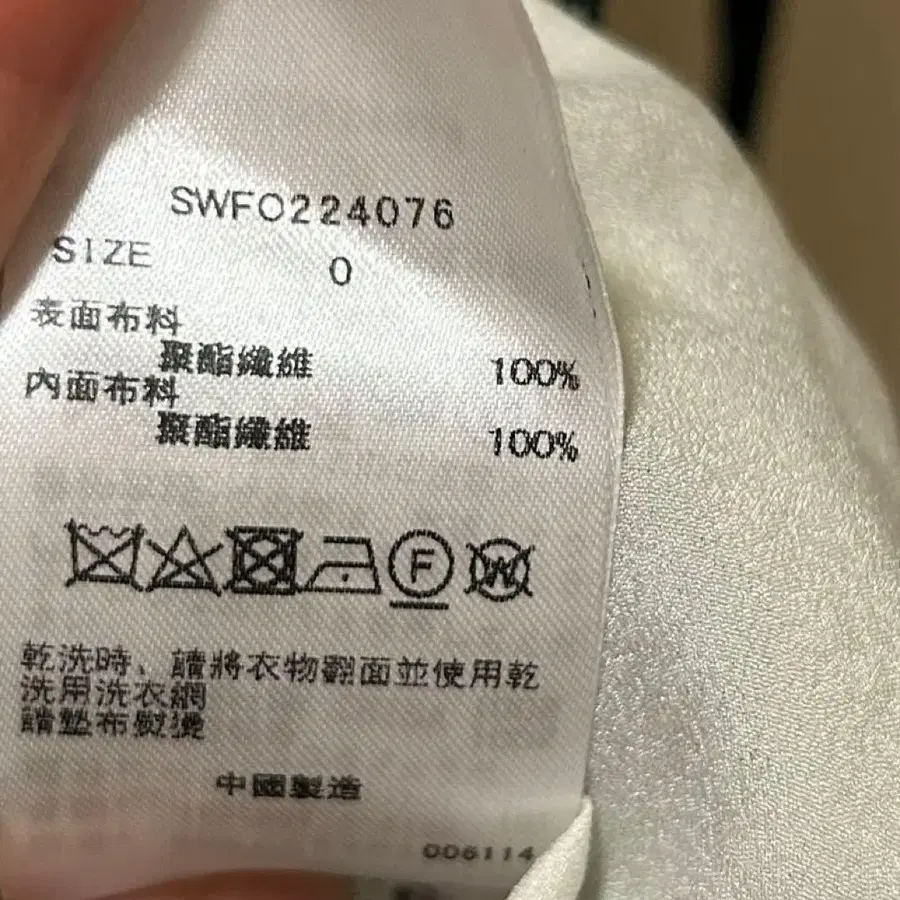 SWFO224076
SIZE 0
表面布料
聚酯纖維 100%
內面布料
聚酯纖維 100%
F W
乾洗時、請將衣物翻面並使用乾
洗用洗衣網
請墊布熨燙
中國製造
006114